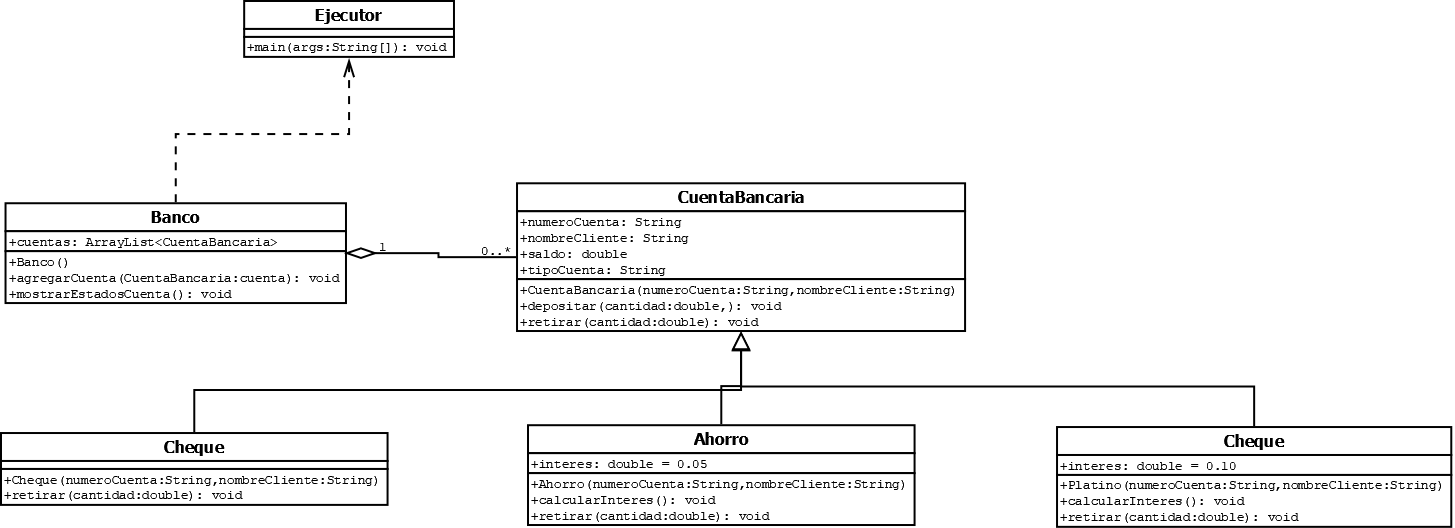 Ejecutor
+main(args:String[]): void
Banco
+cuentas: ArrayList<CuentaBancaria>
+Banco()
+agregarCuenta(CuentaBancaria:cuenta): void
+mostrarEstadosCuenta(): void
1
0..*
CuentaBancaria
+numeroCuenta: String
+nombreCliente: String
+saldo: double
+tipoCuenta: String
+CuentaBancaria(numeroCuenta:String,nombreCliente:String)
+depositar(cantidad:double,): void
+retirar(cantidad:double): void
Cheque
+Cheque(numeroCuenta:String,nombreCliente:String)
+retirar(cantidad:double): void
Ahorro
+interes: double = 0.05
+Ahorro(numeroCuenta:String,nombreCliente:String)
+calcularInteres(): void
+retirar(cantidad:double): void
Cheque
+interes: double = 0.10
+Platino(numeroCuenta:String,nombreCliente:String)
+calcularInteres(): void
+retirar(cantidad:double): void